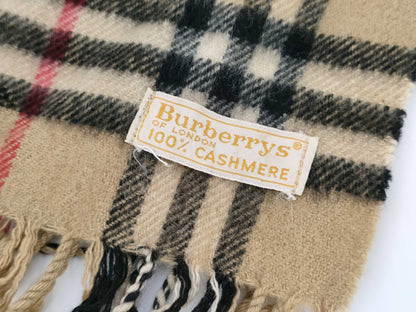 Burberrys®
OF LONDON
100% CASHMERE